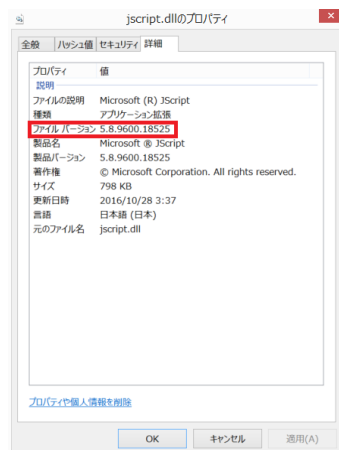 jscript.dllのプロパティ
全般 ハッシュ値 セキュリティ 詳細
プロパティ 値
説明
ファイルの説明 Microsoft (R) JScript
種類 アプリケーション拡張
ファイル バージョン 5.8.9600.18525
製品名 Microsoft ® JScript
製品バージョン 5.8.9600.18525
著作権 © Microsoft Corporation. All rights reserved.
サイズ 798 KB
更新日時 2016/10/28 3:37
言語 日本語 (日本)
元のファイル名 jscript.dll
プロパティや個人情報を削除
OK キャンセル 適用(A)